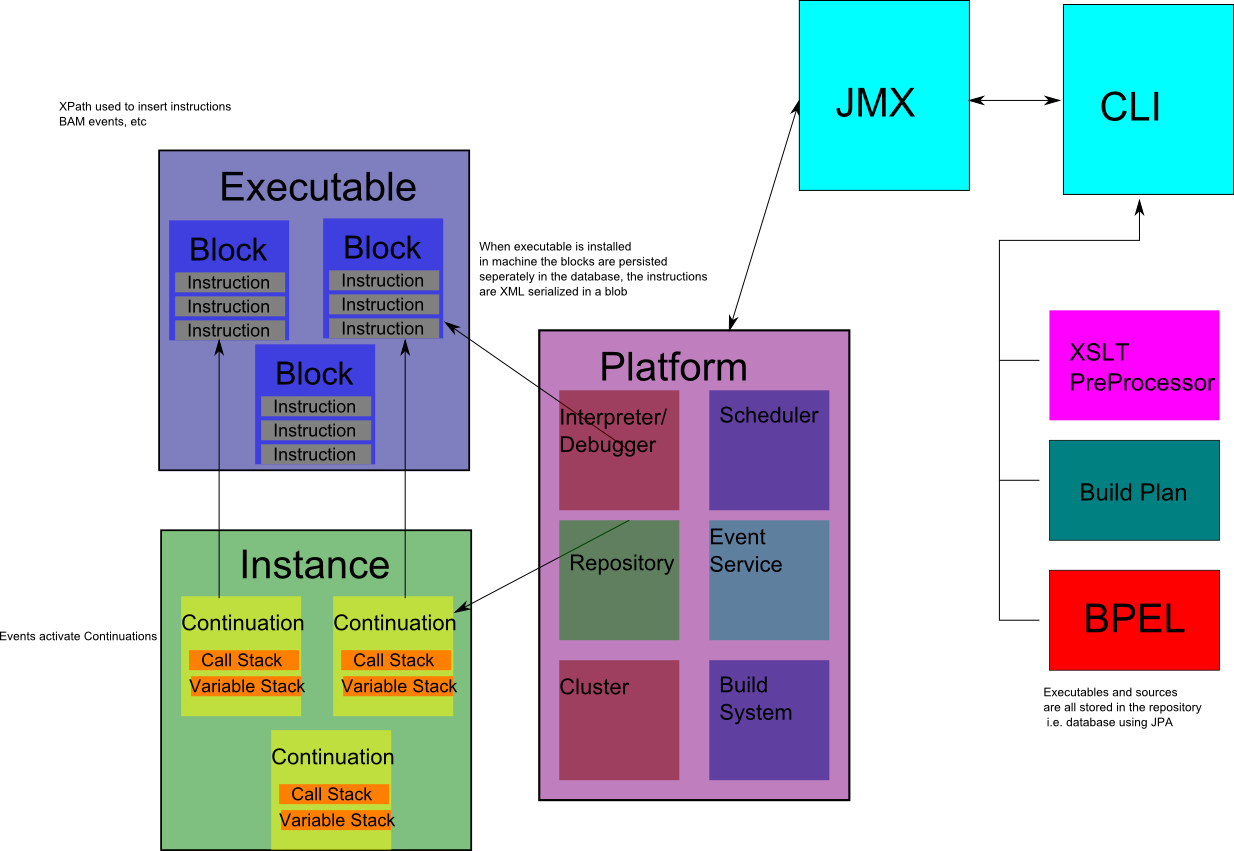 JMX
CLI
XPath used to insert instructions
BAM events, etc
Executable
Block
Instruction
Instruction
Instruction
Block
Instruction
Instruction
Instruction
Block
Instruction
Instruction
Instruction
When executable is installed
in machine the blocks are persisted
seperately in the database, the instructions
are XML serialized in a blob
Platform
Interpreter/
Debugger
Scheduler
Repository
Event
Service
Cluster
Build
System
XSLT
PreProcessor
Build Plan
BPEL
Executables and sources
are all stored in the repository
i.e. database using JPA
Instance
Continuation
Call Stack
Variable Stack
Continuation
Call Stack
Variable Stack
Continuation
Call Stack
Variable Stack
Events activate Continuations